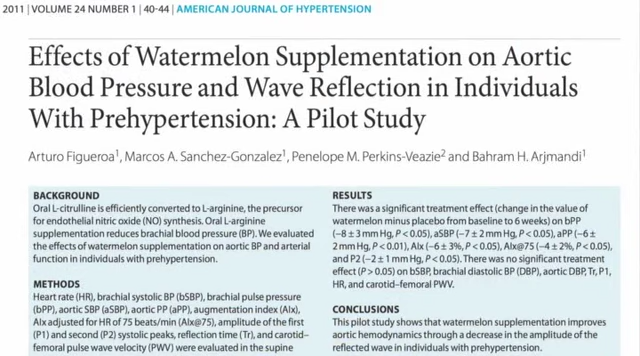 2011 | VOLUME 24 NUMBER 1 | 40-44 | AMERICAN JOURNAL OF HYPERTENSION
Effects of Watermelon Supplementation on Aortic
Blood Pressure and Wave Reflection in Individuals
With Prehypertension: A Pilot Study
Arturo Figueroa1, Marcos A. Sanchez-Gonzalez1, Penelope M. Perkins-Veazie2 and Bahram H. Arjmandi1
BACKGROUND
Oral L-citrulline is efficiently converted to L-arginine, the precursor
for endothelial nitric oxide (NO) synthesis. Oral L-arginine
supplementation reduces brachial blood pressure (BP). We evaluated
the effects of watermelon supplementation on aortic BP and arterial
function in individuals with prehypertension.
METHODS
Heart rate (HR), brachial systolic BP (bSBP), brachial pulse pressure
(bPP), aortic SBP (aSBP), aortic PP (aPP), augmentation index (AIx),
AIx adjusted for HR of 75 beats/min (AIx@75), amplitude of the first
(P1) and second (P2) systolic peaks, reflection time (Tr), and carotid–
femoral pulse wave velocity (PWV) were evaluated in the supine
RESULTS
There was a significant treatment effect (change in the value of
watermelon minus placebo from baseline to 6 weeks) on bPP
(−8 ± 3 mm Hg, P < 0.05), aSBP (−7 ± 2 mm Hg, P < 0.05), aPP (−6 ±
2 mm Hg, P < 0.01), AIx (−6 ± 3%, P < 0.05), AIx@75 (−4 ± 2%, P < 0.05),
and P2 (−2 ± 1 mm Hg, P < 0.05). There was no significant treatment
effect (P > 0.05) on bSBP, brachial diastolic BP (DBP), aortic DBP, Tr, P1,
HR, and carotid–femoral PWV.
CONCLUSIONS
This pilot study shows that watermelon supplementation improves
aortic hemodynamics through a decrease in the amplitude of the
reflected wave in individuals with prehypertension.